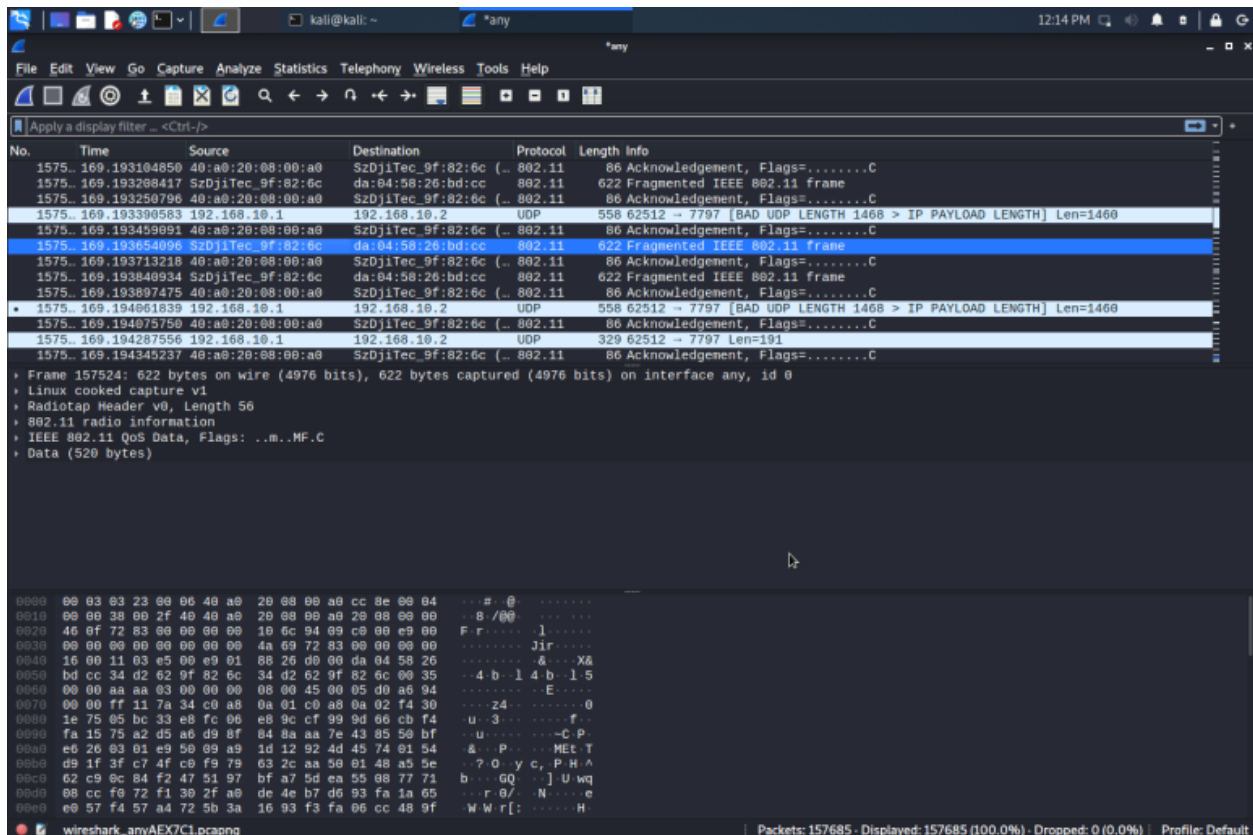 kali@kali: ~
*any
12:14 PM
*any
File Edit View Go Capture Analyze Statistics Telephony Wireless Tools Help
Apply a display filter ... <Ctrl-/>
No. Time Source Destination Protocol Length Info
1575… 169.193104850 40:a0:20:08:00:a0 SzDjiTec_9f:82:6c (… 802.11 86 Acknowledgement, Flags=........C
1575… 169.193208417 SzDjiTec_9f:82:6c da:04:58:26:bd:cc 802.11 622 Fragmented IEEE 802.11 frame
1575… 169.193250796 40:a0:20:08:00:a0 SzDjiTec_9f:82:6c (… 802.11 86 Acknowledgement, Flags=........C
1575… 169.193390583 192.168.10.1 192.168.10.2 UDP 558 62512 → 7797 [BAD UDP LENGTH 1468 > IP PAYLOAD LENGTH] Len=1460
1575… 169.193459091 40:a0:20:08:00:a0 SzDjiTec_9f:82:6c (… 802.11 86 Acknowledgement, Flags=........C
1575… 169.193654096 SzDjiTec_9f:82:6c da:04:58:26:bd:cc 802.11 622 Fragmented IEEE 802.11 frame
1575… 169.193713218 40:a0:20:08:00:a0 SzDjiTec_9f:82:6c (… 802.11 86 Acknowledgement, Flags=........C
1575… 169.193840934 SzDjiTec_9f:82:6c da:04:58:26:bd:cc 802.11 622 Fragmented IEEE 802.11 frame
1575… 169.193897475 40:a0:20:08:00:a0 SzDjiTec_9f:82:6c (… 802.11 86 Acknowledgement, Flags=........C
1575… 169.194061839 192.168.10.1 192.168.10.2 UDP 558 62512 → 7797 [BAD UDP LENGTH 1468 > IP PAYLOAD LENGTH] Len=1460
1575… 169.194075750 40:a0:20:08:00:a0 SzDjiTec_9f:82:6c (… 802.11 86 Acknowledgement, Flags=........C
1575… 169.194287556 192.168.10.1 192.168.10.2 UDP 329 62512 → 7797 Len=191
1575… 169.194345237 40:a0:20:08:00:a0 SzDjiTec_9f:82:6c (… 802.11 86 Acknowledgement, Flags=........C
Frame 157524: 622 bytes on wire (4976 bits), 622 bytes captured (4976 bits) on interface any, id 0
Linux cooked capture v1
Radiotap Header v0, Length 56
802.11 radio information
IEEE 802.11 QoS Data, Flags: ..m..MF.C
Data (520 bytes)
0000 00 03 03 23 00 06 40 a0 20 08 00 a0 cc 8e 00 04
0010 00 00 38 00 2f 40 40 a0 20 08 00 a0 20 08 00 00
0020 46 0f 72 83 00 00 00 00 10 6c 94 09 c0 00 e9 00
0030 00 00 00 00 00 00 00 00 4a 69 72 83 00 00 00 00
0040 16 00 11 03 e5 00 e9 01 88 26 d0 00 da 04 58 26
0050 bd cc 34 d2 62 9f 82 6c 34 d2 62 9f 82 6c 00 35
0060 00 00 aa aa 03 00 00 00 08 00 45 00 05 d0 a6 94
0070 00 00 ff 11 7a 34 c0 a8 0a 01 c0 a8 0a 02 f4 30
0080 1e 75 05 bc 33 e8 fc 06 e8 9c cf 99 9d 66 cb f4
0090 fa 15 75 a2 d5 a6 d9 8f 84 8a aa 7e 43 85 50 bf
00a0 e6 26 03 01 e9 50 09 a9 1d 12 92 4d 45 74 01 54
00b0 d9 1f 3f c7 4f c0 f9 79 63 2c aa 50 01 48 a5 5e
00c0 62 c9 0c 84 f2 47 51 97 bf a7 5d ea 55 08 77 71
00d0 08 cc f0 72 f1 30 2f a0 de 4e b7 d6 93 fa 1a 65
00e0 e0 57 f4 57 a4 72 5b 3a 16 93 f3 fa 06 cc 48 9f
wireshark_anyAEX7C1.pcapng Packets: 157685 · Displayed: 157685 (100.0%) · Dropped: 0 (0.0%) Profile: Default